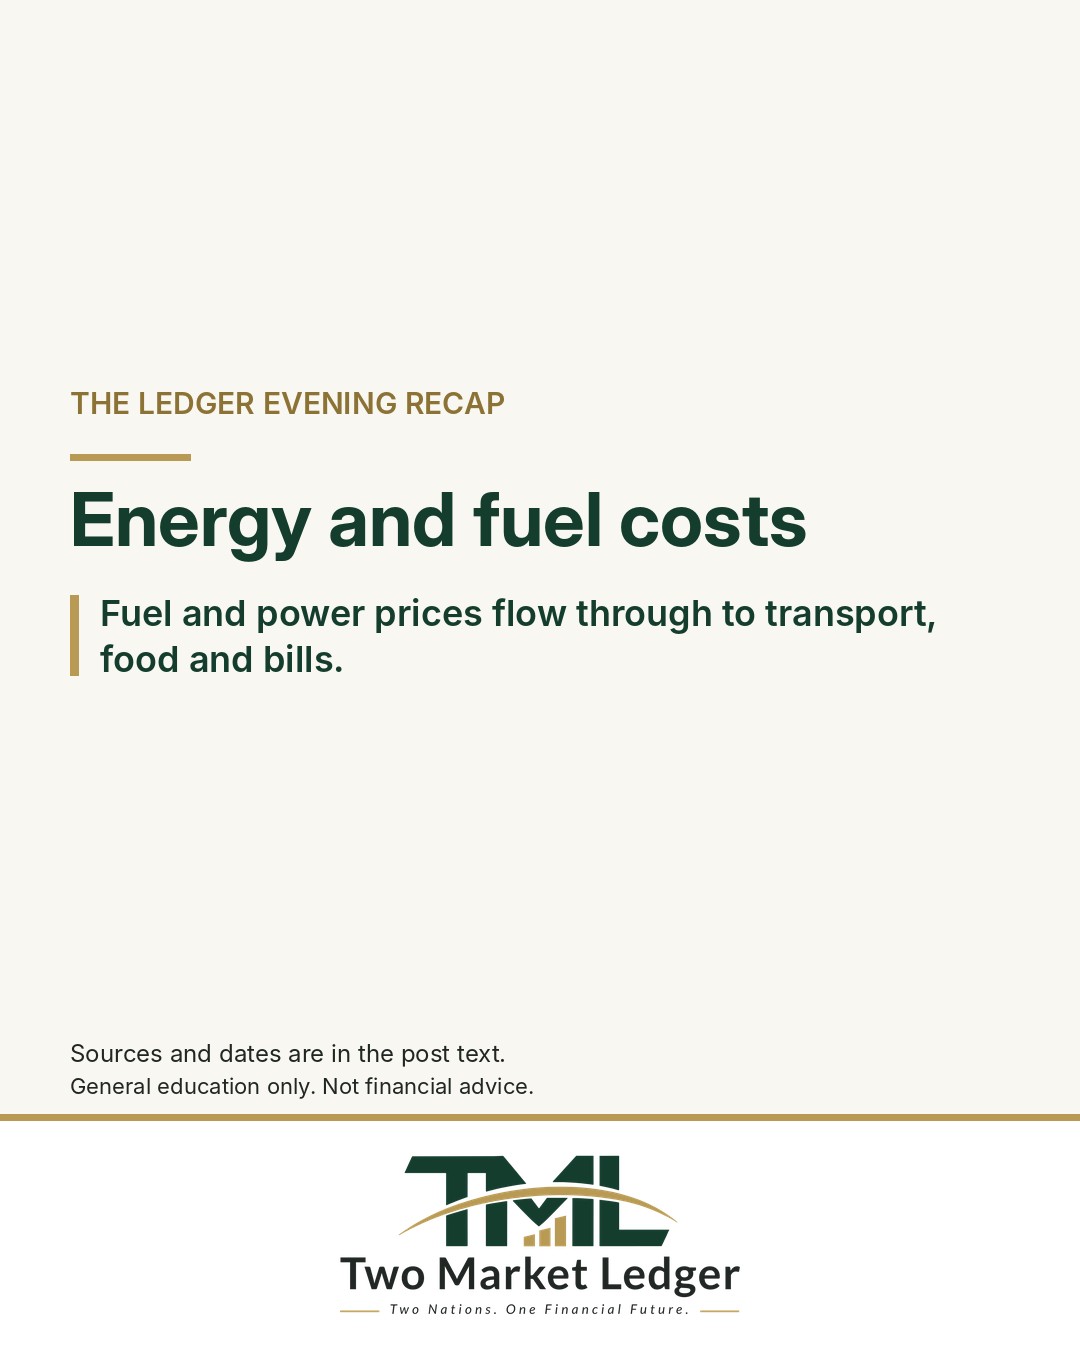 THE LEDGER EVENING RECAP
Energy and fuel costs
Fuel and power prices flow through to transport,
food and bills.
Sources and dates are in the post text.
General education only. Not financial advice.
TML
Two Market Ledger
Two Nations. One Financial Future.